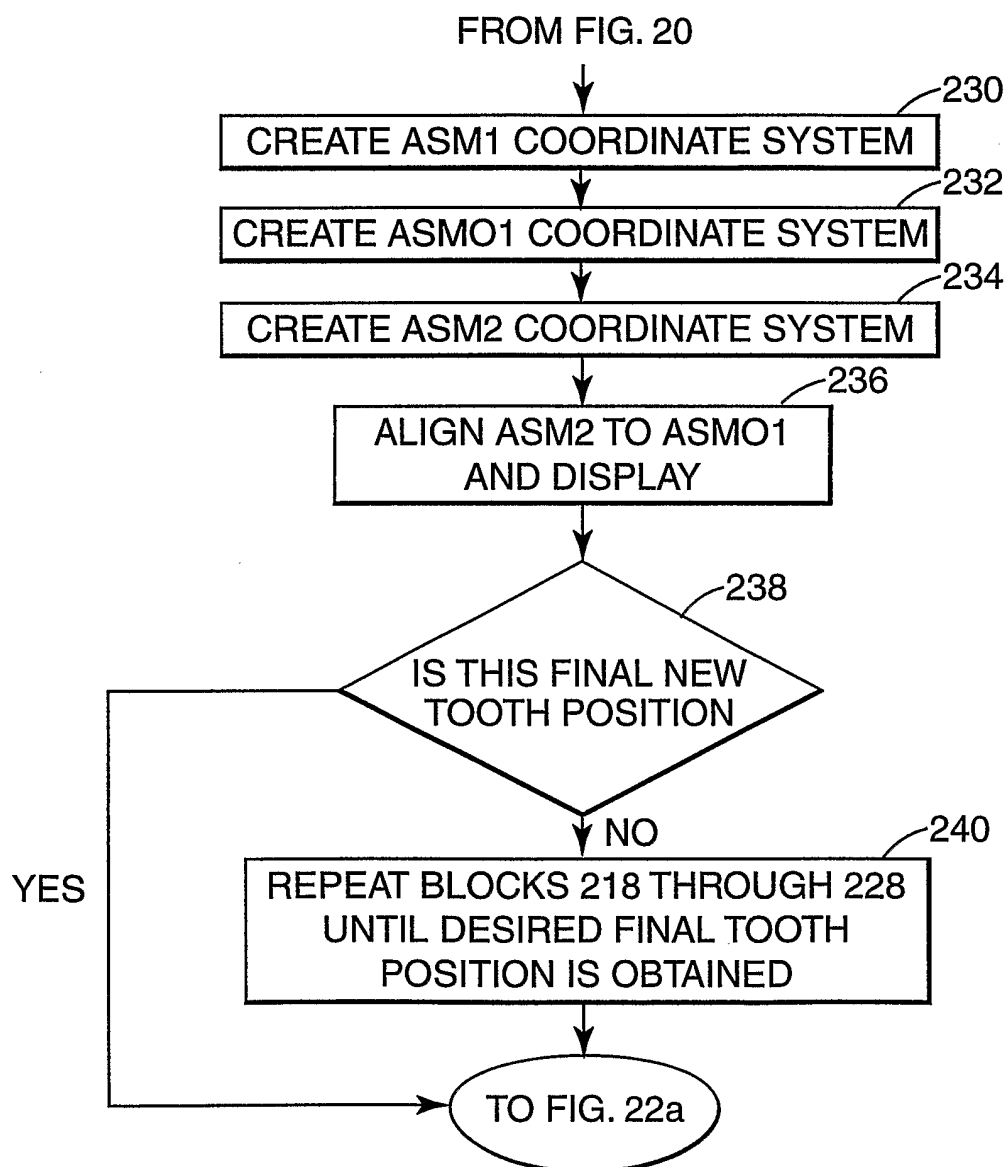 FROM FIG. 20
230
CREATE ASM1 COORDINATE SYSTEM
232
CREATE ASMO1 COORDINATE SYSTEM
234
CREATE ASM2 COORDINATE SYSTEM
236
ALIGN ASM2 TO ASMO1
AND DISPLAY
238
IS THIS FINAL NEW
TOOTH POSITION
NO
240
YES
REPEAT BLOCKS 218 THROUGH 228
UNTIL DESIRED FINAL TOOTH
POSITION IS OBTAINED
TO FIG. 22a